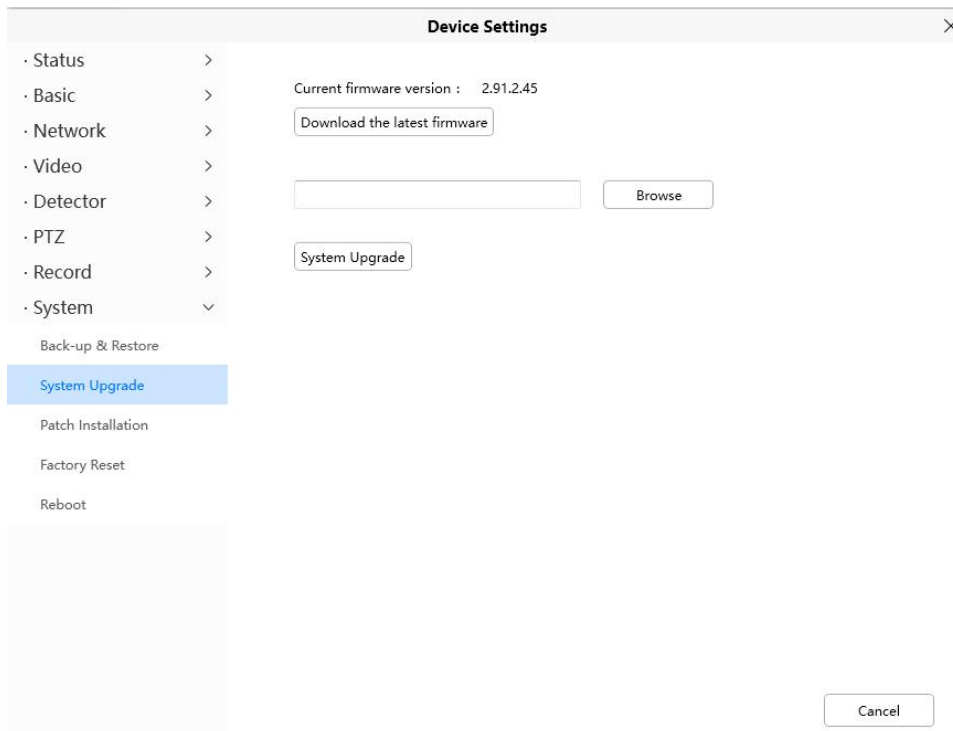 Device Settings
· Status
· Basic
· Network
· Video
· Detector
· PTZ
· Record
· System
Back-up & Restore
System Upgrade
Patch Installation
Factory Reset
Reboot
Current firmware version : 2.91.2.45
Download the latest firmware
Browse
System Upgrade
Cancel